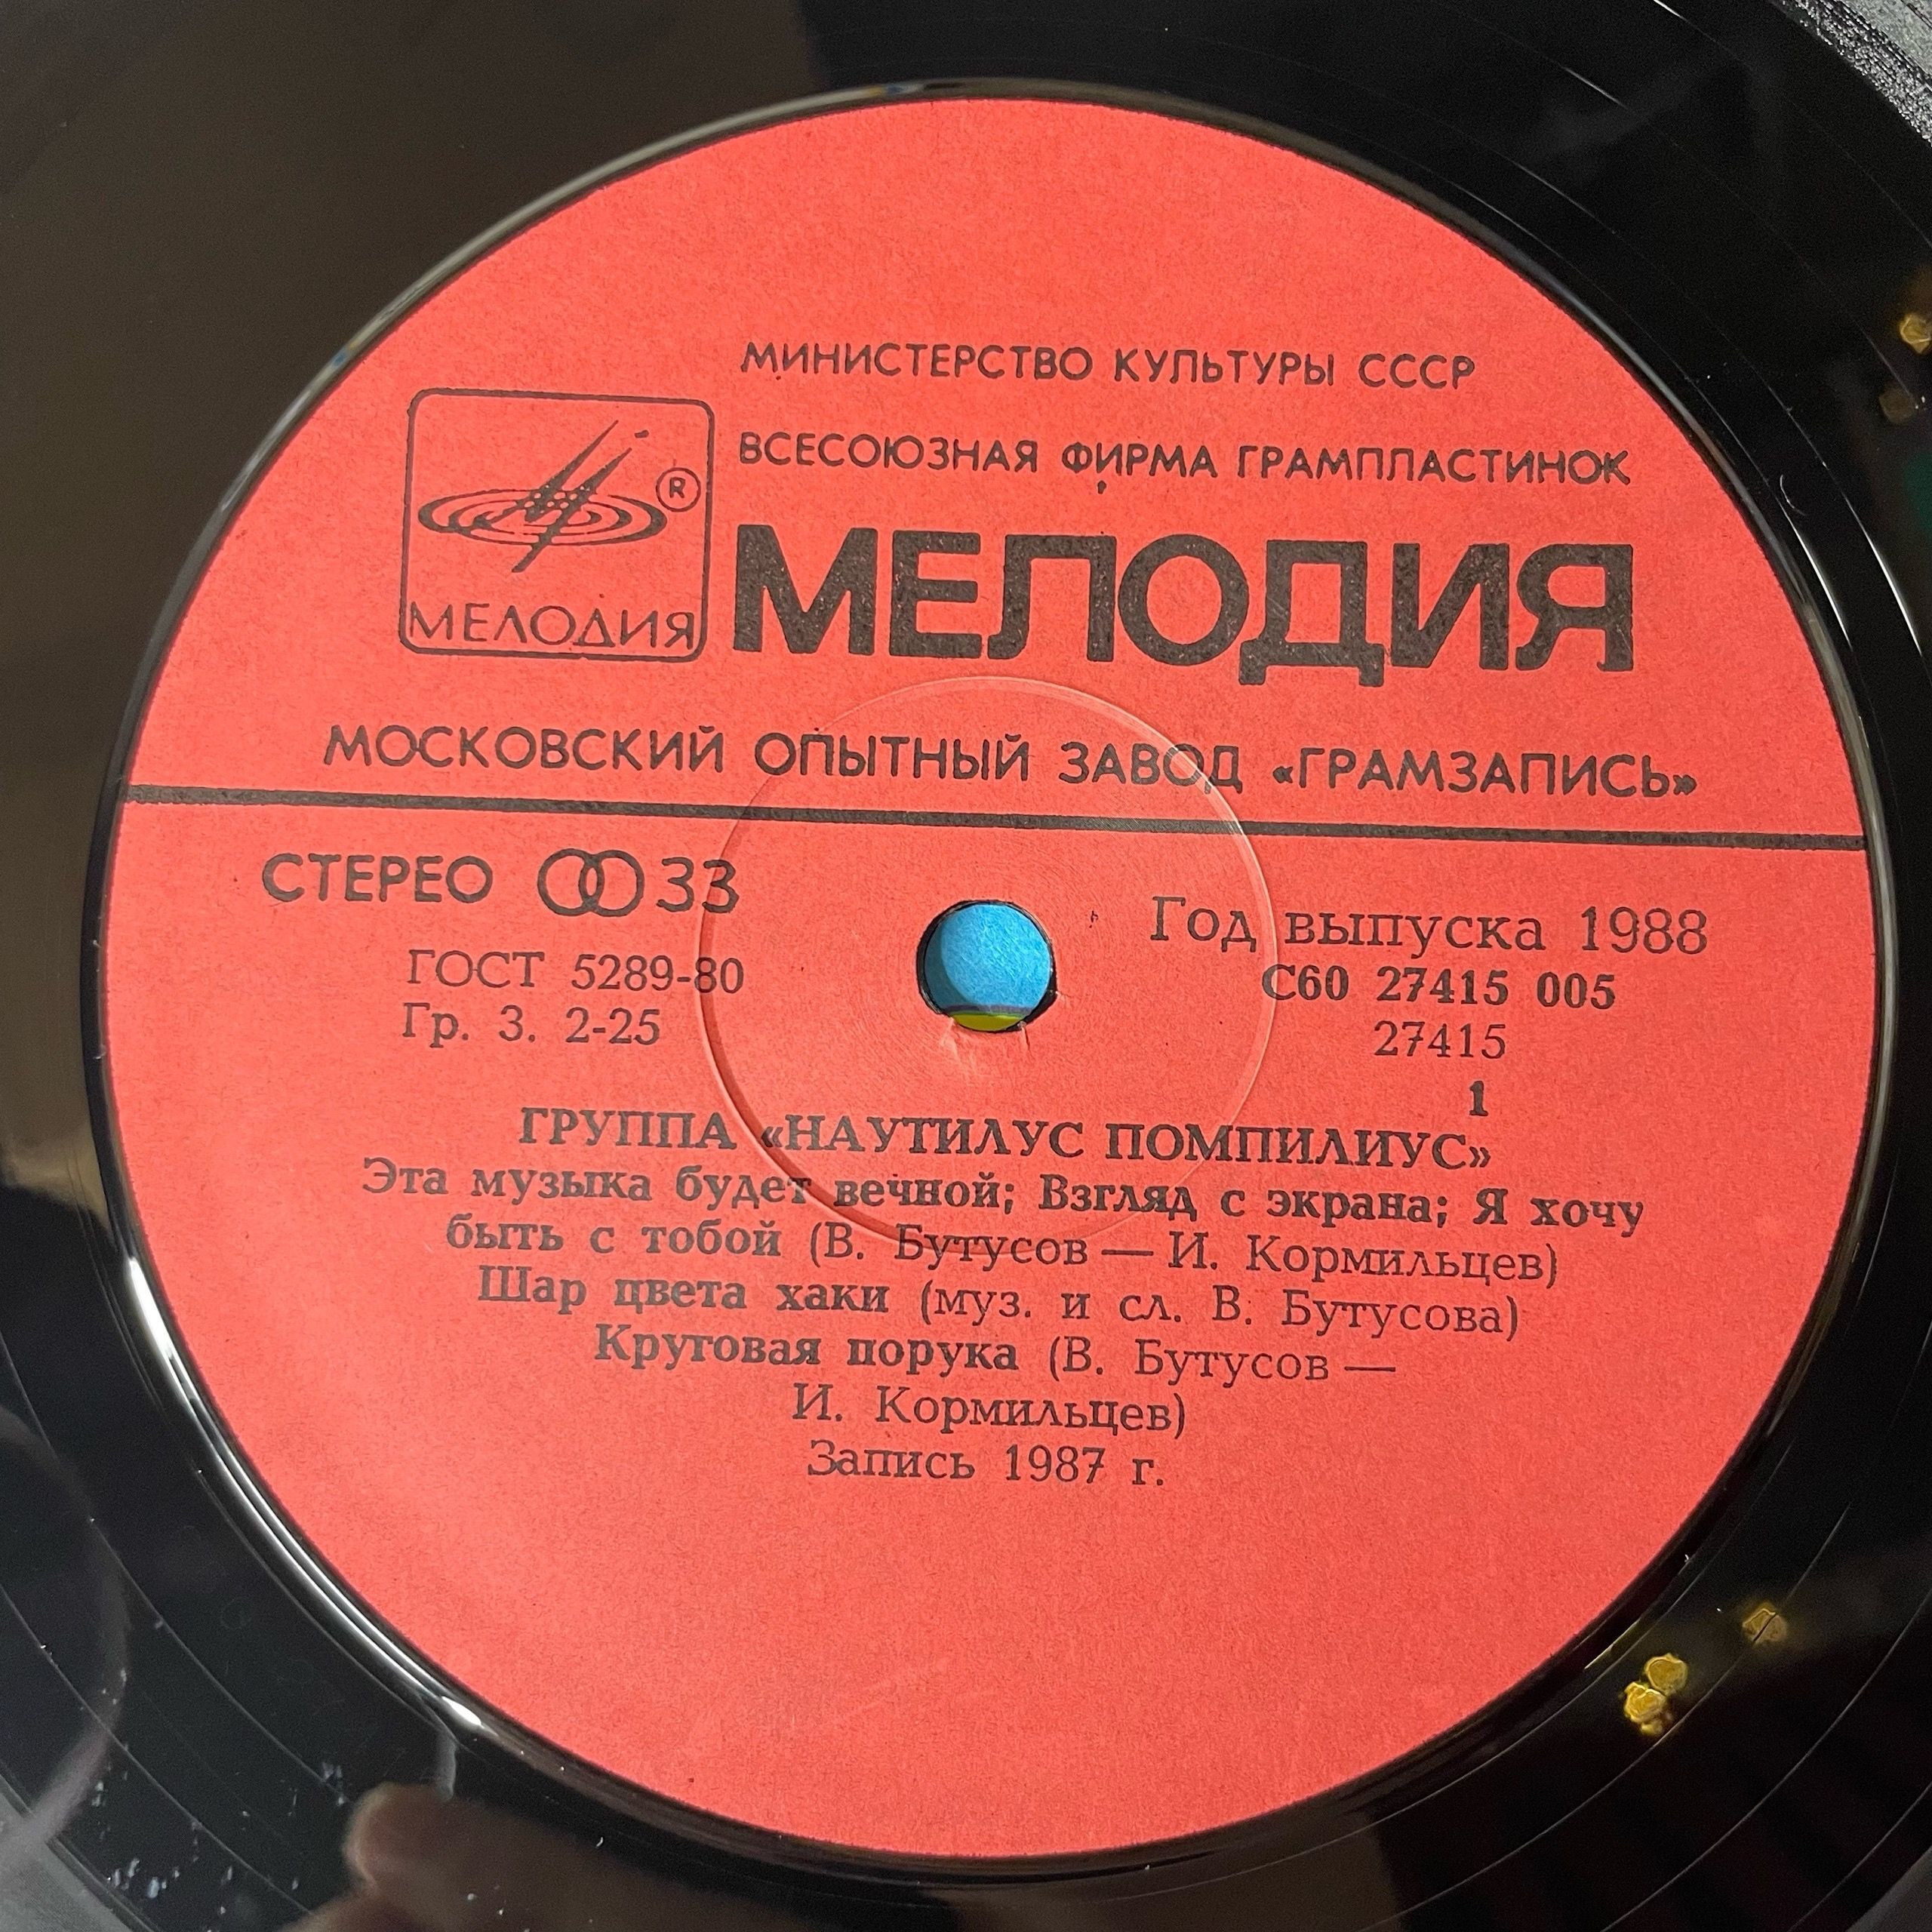 МИНИСТЕРСТВО КУЛЬТУРЫ СССР
ВСЕСОЮЗНАЯ ФИРМА ГРАМПЛАСТИНОК
МЕЛОДИЯ
®
МЕЛОДИЯ
МОСКОВСКИЙ ОПЫТНЫЙ ЗАВОД «ГРАМЗАПИСЬ»
СТЕРЕО 33
ГОСТ 5289-80
Гр. 3. 2-25
Год выпуска 1988
С60 27415 005
27415
1
ГРУППА «НАУТИЛУС ПОМПИЛИУС»
Эта музыка будет вечной; Взгляд с экрана; Я хочу
быть с тобой (В. Бутусов — И. Кормильцев)
Шар цвета хаки (муз. и сл. В. Бутусова)
Круговая порука (В. Бутусов —
И. Кормильцев)
Запись 1987 г.